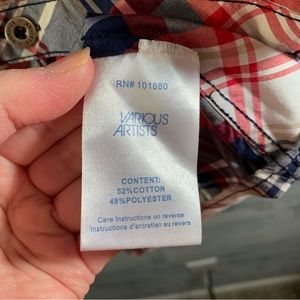 RN# 101880
VARIOUS
ARTISTS
CONTENT:
52%COTTON
48%POLYESTER
Care Instructions on reverse
Instructions d'entretien au revers